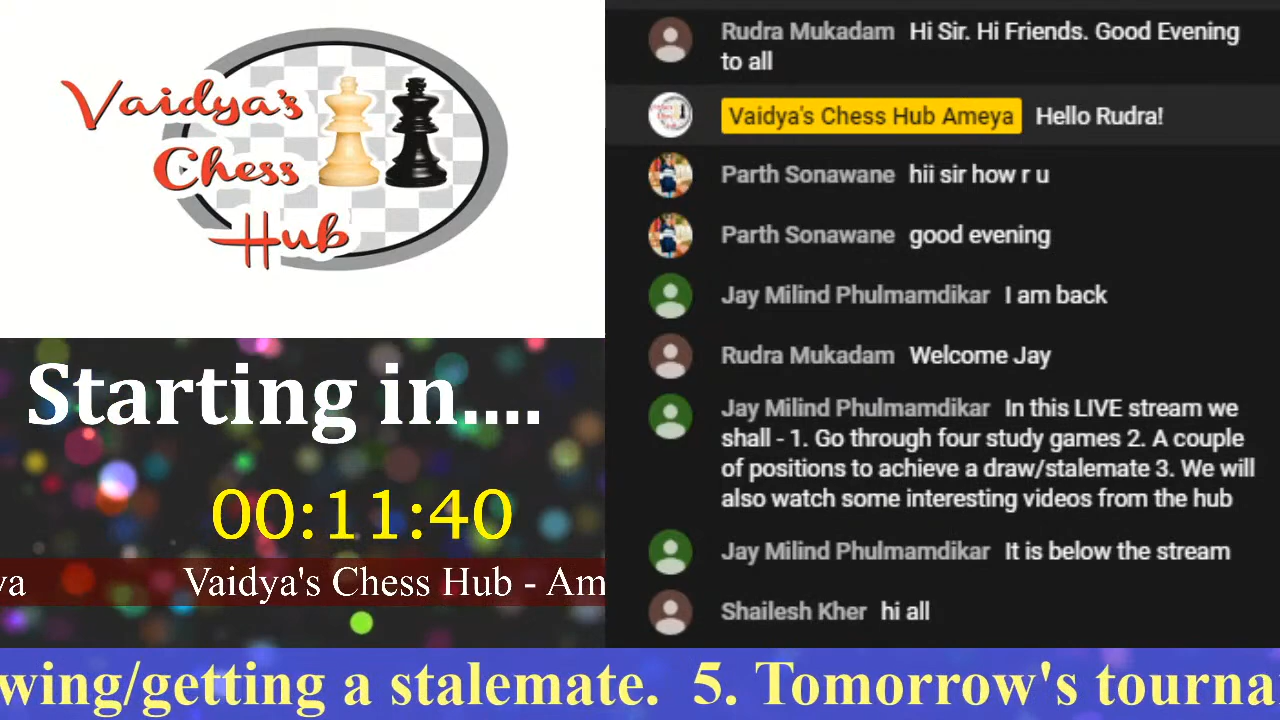 Vaidya's
Chess
Hub
Starting in....
00:11:40
Vaidya's Chess Hub - Am
Rudra Mukadam Hi Sir. Hi Friends. Good Evening
to all
Vaidya's Chess Hub Ameya Hello Rudra!
Parth Sonawane hii sir how r u
Parth Sonawane good evening
Jay Milind Phulmamdikar I am back
Rudra Mukadam Welcome Jay
Jay Milind Phulmamdikar In this LIVE stream we
shall - 1. Go through four study games 2. A couple
of positions to achieve a draw/stalemate 3. We will
also watch some interesting videos from the hub
Jay Milind Phulmamdikar It is below the stream
Shailesh Kher hi all
wing/getting a stalemate. 5. Tomorrow's tourna